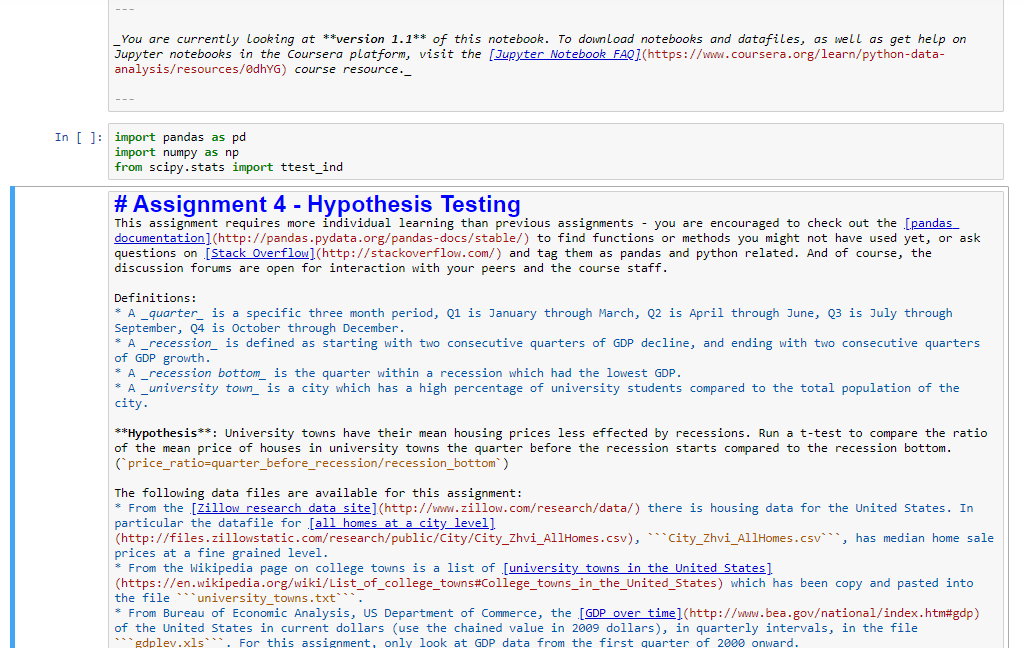 ---
_You are currently looking at **version 1.1** of this notebook. To download notebooks and datafiles, as well as get help on
Jupyter notebooks in the Coursera platform, visit the [Jupyter Notebook FAQ](https://www.coursera.org/learn/python-data-
analysis/resources/0dhYG) course resource._
---
In [ ]: import pandas as pd
import numpy as np
from scipy.stats import ttest_ind
# Assignment 4 - Hypothesis Testing
This assignment requires more individual learning than previous assignments - you are encouraged to check out the [pandas
documentation](http://pandas.pydata.org/pandas-docs/stable/) to find functions or methods you might not have used yet, or ask
questions on [Stack Overflow](http://stackoverflow.com/) and tag them as pandas and python related. And of course, the
discussion forums are open for interaction with your peers and the course staff.
Definitions:
* A _quarter_ is a specific three month period, Q1 is January through March, Q2 is April through June, Q3 is July through
September, Q4 is October through December.
* A _recession_ is defined as starting with two consecutive quarters of GDP decline, and ending with two consecutive quarters
of GDP growth.
* A _recession bottom_ is the quarter within a recession which had the lowest GDP.
* A _university town_ is a city which has a high percentage of university students compared to the total population of the
city.
**Hypothesis**: University towns have their mean housing prices less effected by recessions. Run a t-test to compare the ratio
of the mean price of houses in university towns the quarter before the recession starts compared to the recession bottom.
(`price_ratio=quarter_before_recession/recession_bottom`)
The following data files are available for this assignment:
* From the [Zillow research data site](http://www.zillow.com/research/data/) there is housing data for the United States. In
particular the datafile for [all homes at a city level]
(http://files.zillowstatic.com/research/public/City/City_Zhvi_AllHomes.csv), ```City_Zhvi_AllHomes.csv```, has median home sale
prices at a fine grained level.
* From the Wikipedia page on college towns is a list of [university towns in the United States]
(https://en.wikipedia.org/wiki/List_of_college_towns#College_towns_in_the_United_States) which has been copy and pasted into
the file ```university_towns.txt```.
* From Bureau of Economic Analysis, US Department of Commerce, the [GDP over time](http://www.bea.gov/national/index.htm#gdp)
of the United States in current dollars (use the chained value in 2009 dollars), in quarterly intervals, in the file
```gdplev.xls```. For this assignment, only look at GDP data from the first quarter of 2000 onward.